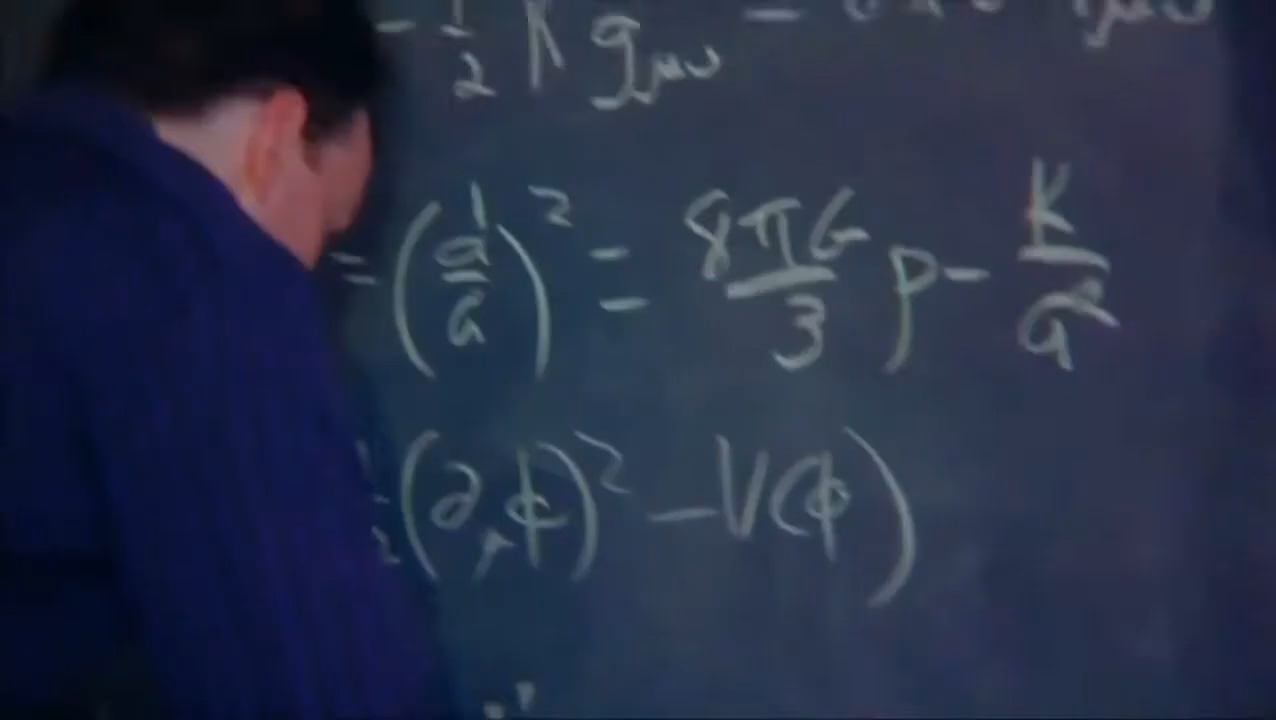 - 1/2 R g_μν =
= (ȧ/a)² = 8πG/3 ρ - K/a²
1/2 (∂_μ ϕ)² - V(ϕ))